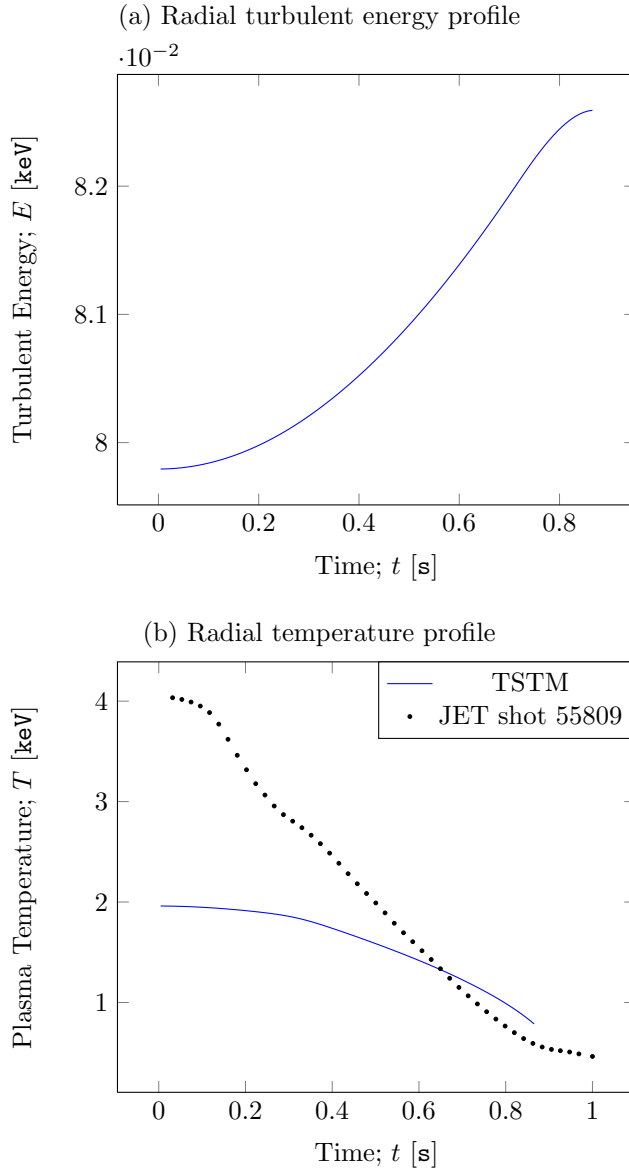 (a) Radial turbulent energy profile
·10−2
Turbulent Energy; E [keV]
8.2
8.1
8
0 0.2 0.4 0.6 0.8
Time; t [s]
(b) Radial temperature profile
TSTM
JET shot 55809
Plasma Temperature; T [keV]
4
3
2
1
0 0.2 0.4 0.6 0.8 1
Time; t [s]